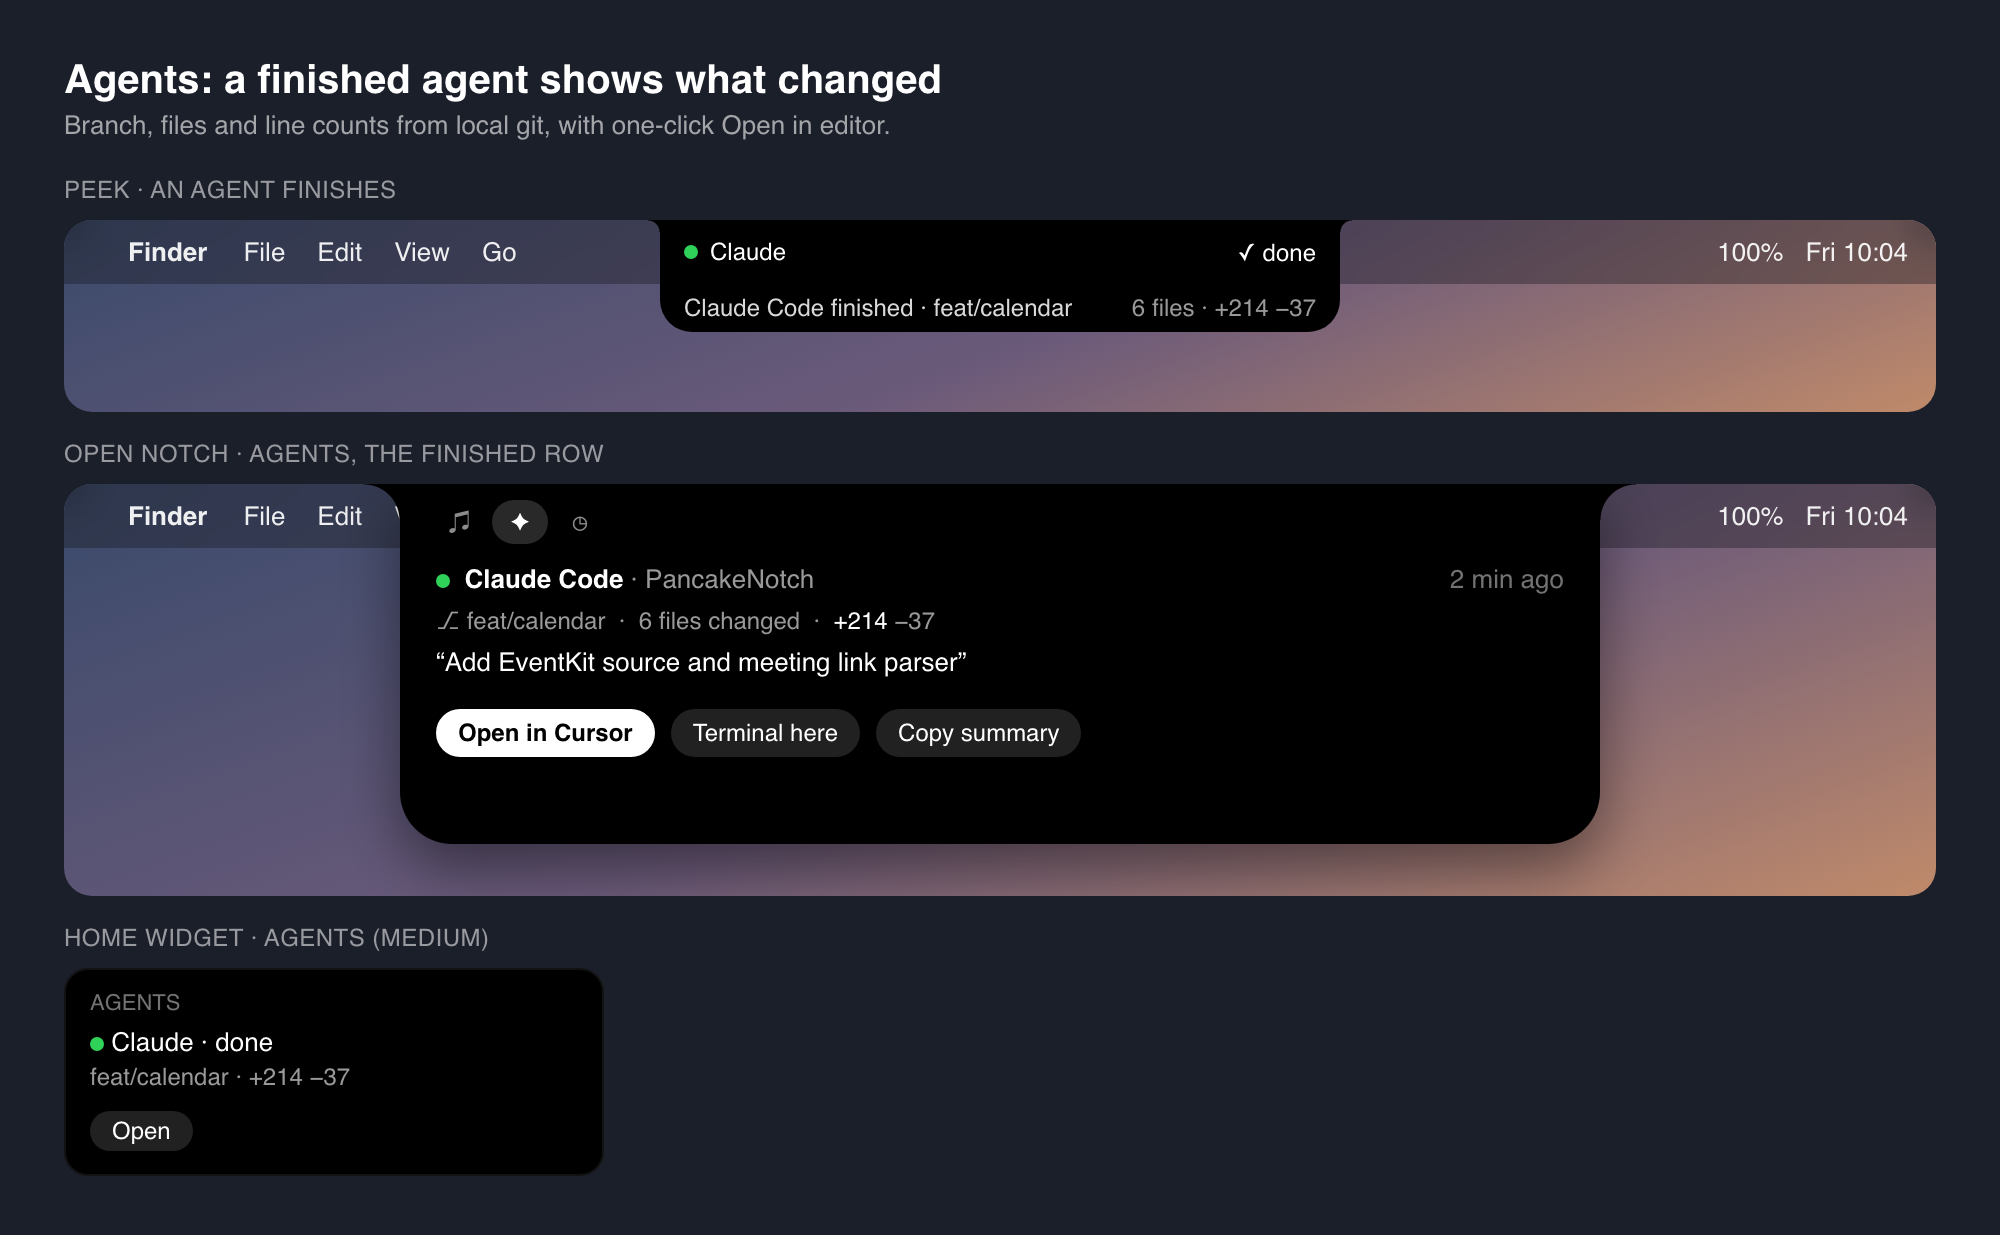 Agents: a finished agent shows what changed
Branch, files and line counts from local git, with one-click Open in editor.
PEEK · AN AGENT FINISHES
Finder File Edit View Go
Claude ✓ done
100% Fri 10:04
Claude Code finished · feat/calendar 6 files · +214 −37
OPEN NOTCH · AGENTS, THE FINISHED ROW
Finder File Edit
100% Fri 10:04
Claude Code · PancakeNotch 2 min ago
feat/calendar · 6 files changed · +214 −37
“Add EventKit source and meeting link parser”
Open in Cursor Terminal here Copy summary
HOME WIDGET · AGENTS (MEDIUM)
AGENTS
Claude · done
feat/calendar · +214 −37
Open